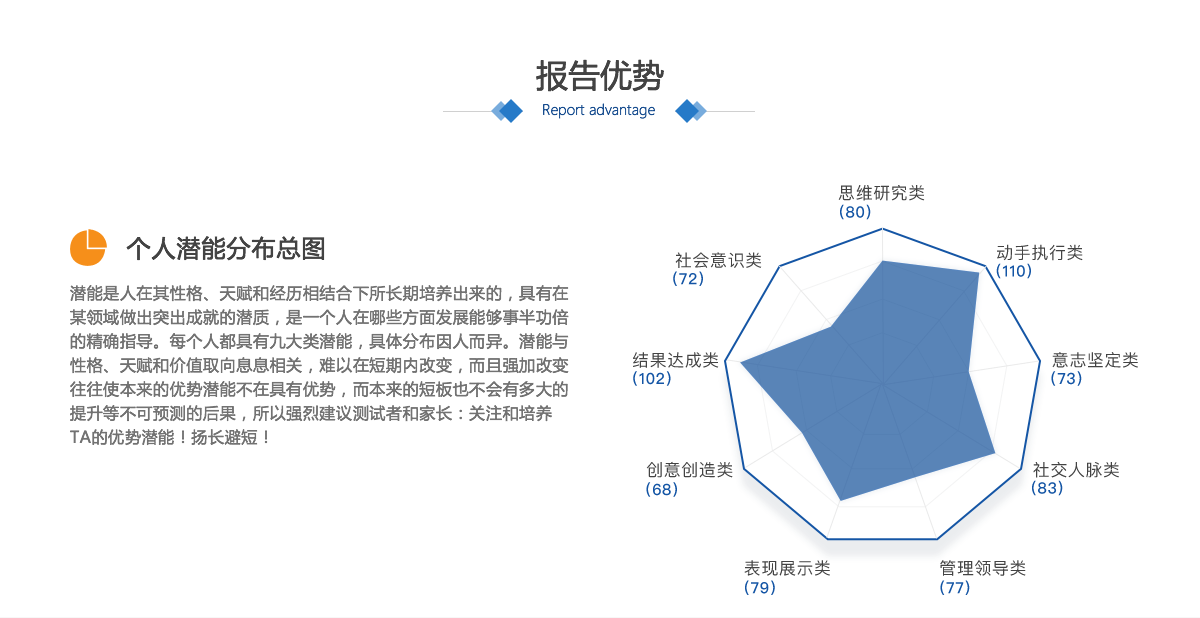 报告优势
Report advantage
个人潜能分布总图
潜能是人在其性格、天赋和经历相结合下所长期培养出来的，具有在
某领域做出突出成就的潜质，是一个人在哪些方面发展能够事半功倍
的精确指导。每个人都具有九大类潜能，具体分布因人而异。潜能与
性格、天赋和价值取向息息相关，难以在短期内改变，而且强加改变
往往使本来的优势潜能不在具有优势，而本来的短板也不会有多大的
提升等不可预测的后果，所以强烈建议测试者和家长：关注和培养
TA的优势潜能！扬长避短！
思维研究类
(80)
动手执行类
(110)
意志坚定类
(73)
社交人脉类
(83)
管理领导类
(77)
表现展示类
(79)
创意创造类
(68)
结果达成类
(102)
社会意识类
(72)